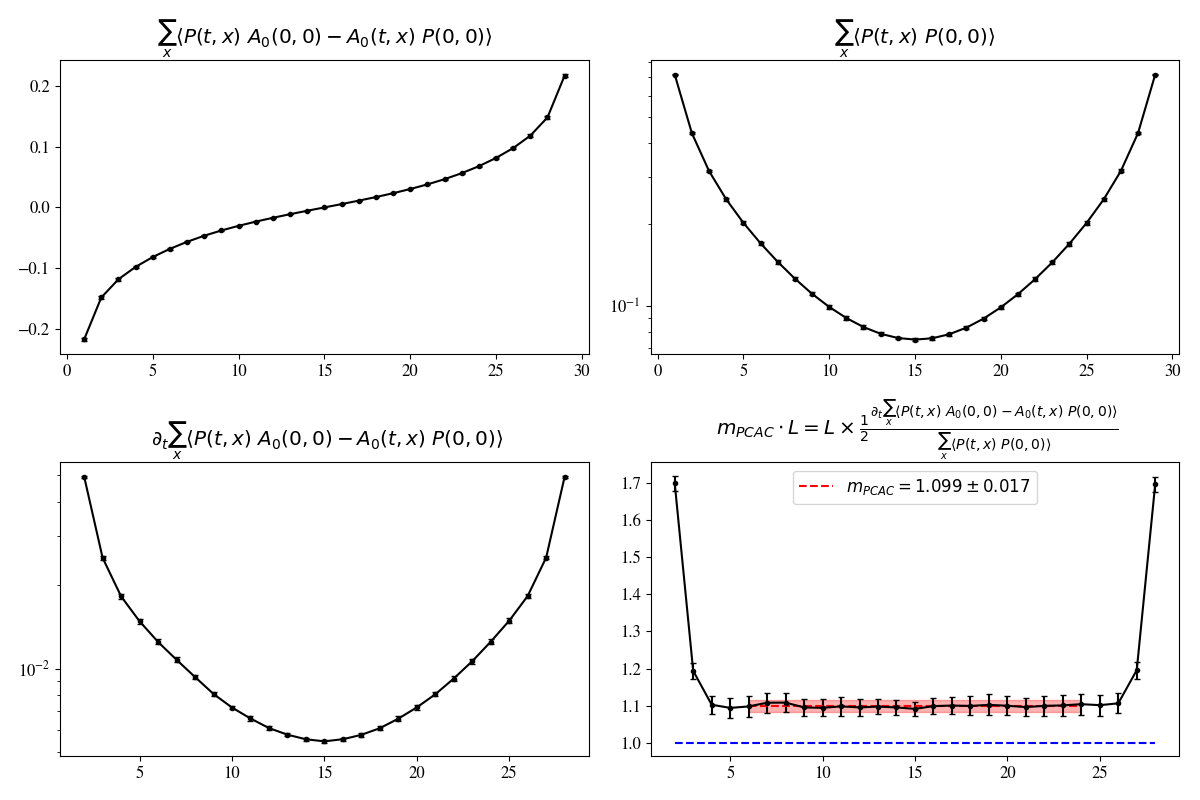 ∑ₓ⟨P(t, x) A₀(0, 0) − A₀(t, x) P(0, 0)⟩
0.2
0.1
0.0
−0.1
−0.2
0 5 10 15 20 25 30
∑ₓ⟨P(t, x) P(0, 0)⟩
10⁻¹
0 5 10 15 20 25 30
∂ₜ∑ₓ⟨P(t, x) A₀(0, 0) − A₀(t, x) P(0, 0)⟩
10⁻²
5 10 15 20 25
m_PCAC · L = L × 1/2 ∂ₜ∑ₓ⟨P(t, x) A₀(0, 0) − A₀(t, x) P(0, 0)⟩ / ∑ₓ⟨P(t, x) P(0, 0)⟩
m_PCAC = 1.099 ± 0.017
1.7
1.6
1.5
1.4
1.3
1.2
1.1
1.0
5 10 15 20 25